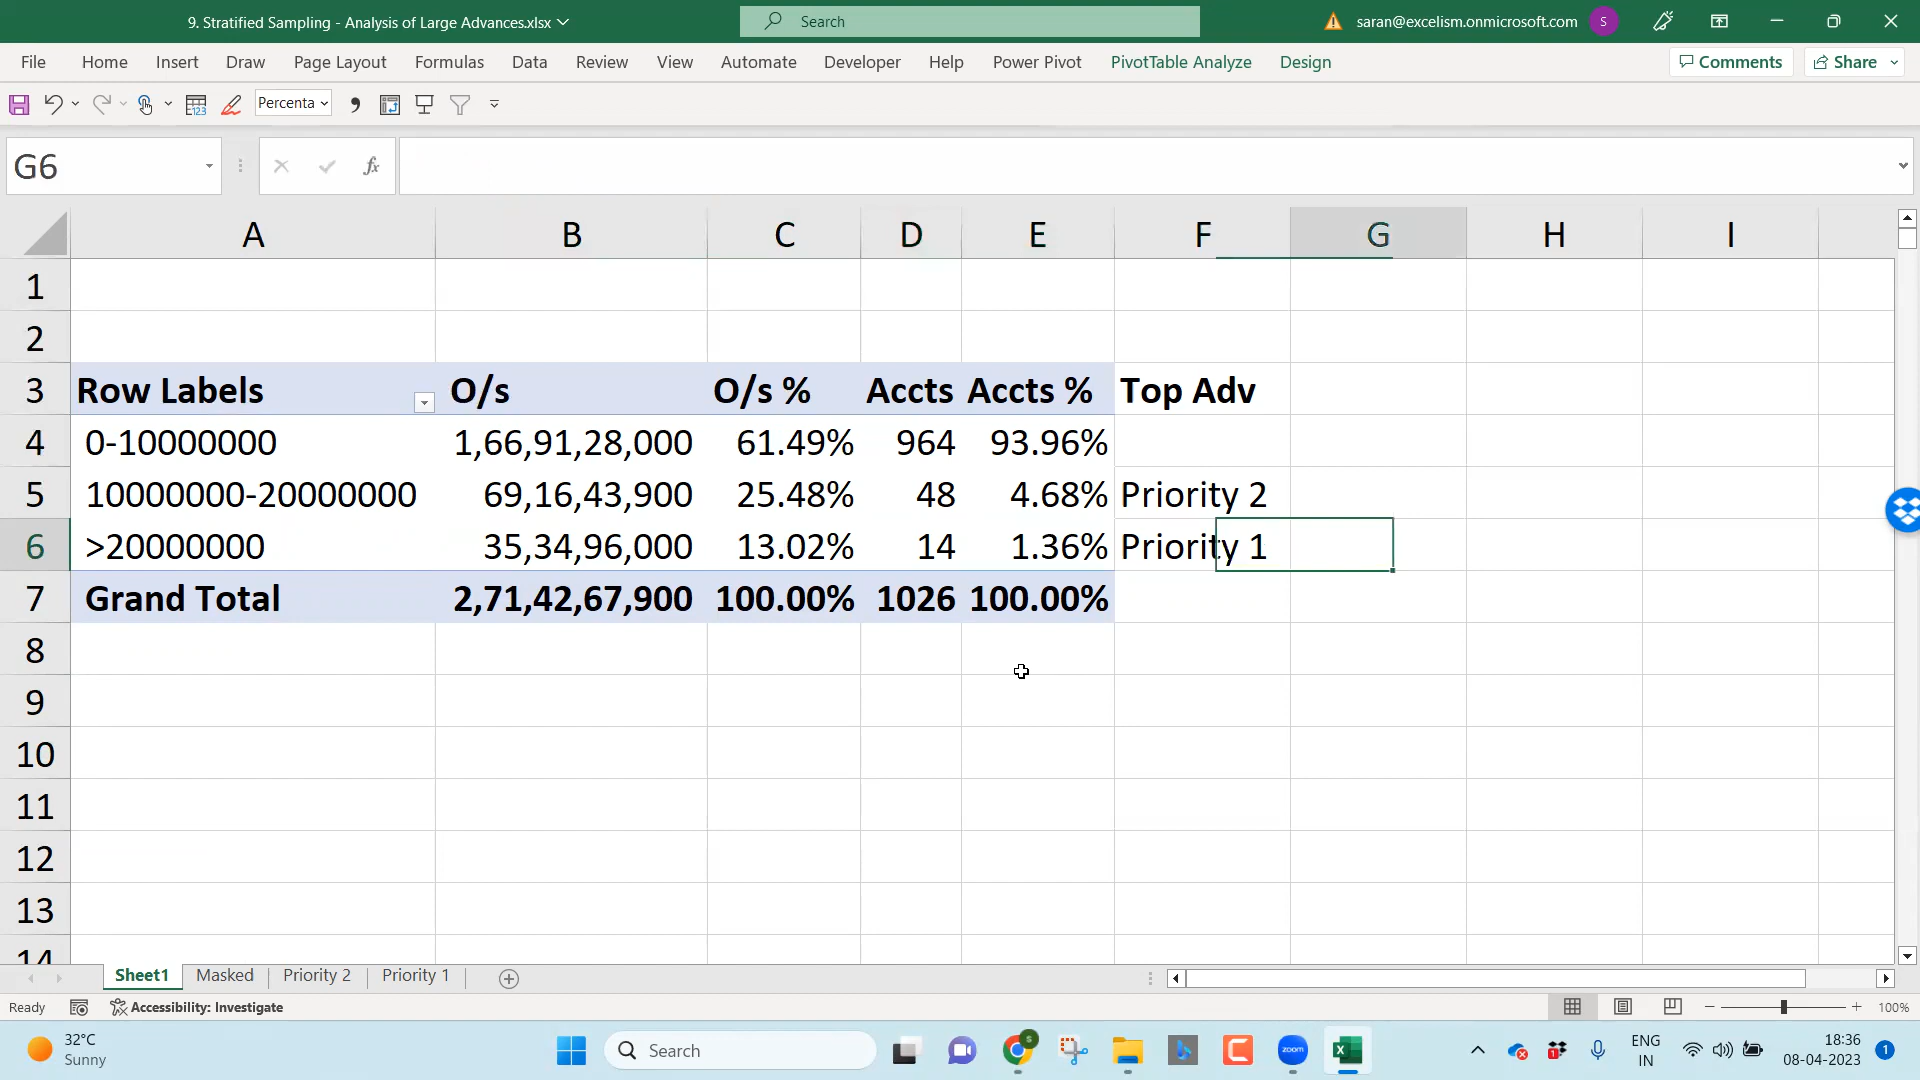 9. Stratified Sampling - Analysis of Large Advances.xlsx
Search
saran@excelism.onmicrosoft.com
S
File Home Insert Draw Page Layout Formulas Data Review View Automate Developer Help Power Pivot PivotTable Analyze Design
Comments
Share
Percenta
G6
fx
A B C D E F G H I
1
2
3 Row Labels O/s O/s % Accts Accts % Top Adv
4 0-10000000 1,66,91,28,000 61.49% 964 93.96%
5 10000000-20000000 69,16,43,900 25.48% 48 4.68% Priority 2
6 >20000000 35,34,96,000 13.02% 14 1.36% Priority 1
7 Grand Total 2,71,42,67,900 100.00% 1026 100.00%
8
9
10
11
12
13
14
Sheet1 Masked Priority 2 Priority 1
Ready Accessibility: Investigate
100%
32°C
Sunny
Search
zoom
ENG
IN
18:36
08-04-2023
1